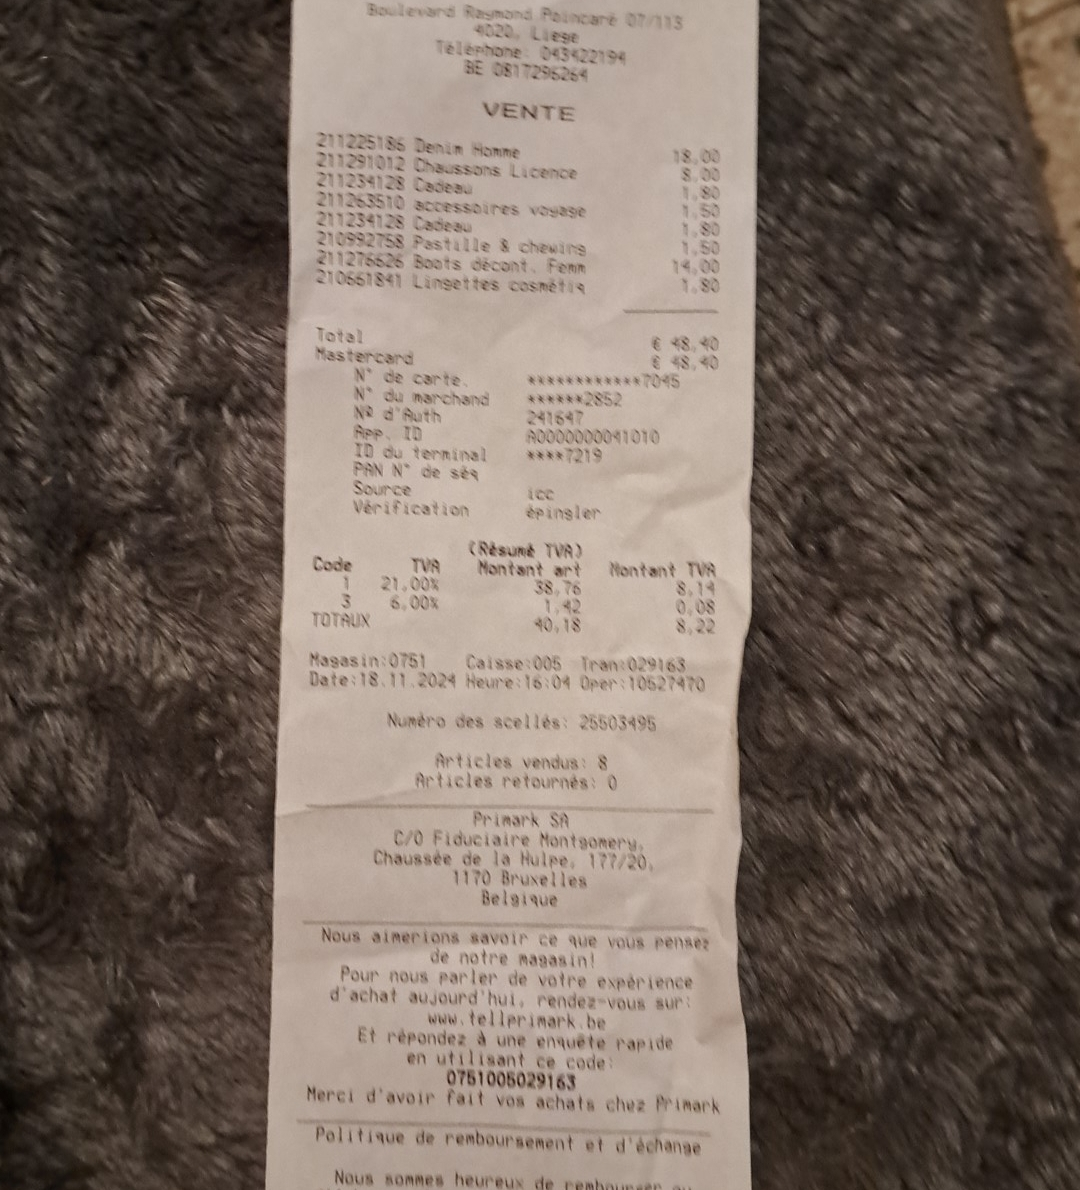 Boulevard Raymond Poincaré 07/113
4020, Liege
Téléphone: 043422194
BE 0817296264
VENTE
211225186 Denim Homme 18,00
211291012 Chaussons Licence 8,00
211234128 Cadeau 1,80
211263510 accessoires voyage 1,50
211234128 Cadeau 1,80
210992758 Pastille & chewing 1,50
211276626 Boots décont. Femm 14,00
210661841 Lingettes cosmétiq 1,80
Total € 48,40
Mastercard € 48,40
N° de carte. ************7045
N° du marchand ******2852
Nº d'Auth 241647
App. ID A0000000041010
ID du terminal ****7219
PAN N° de séq
Source icc
Vérification épingler
(Résumé TVA)
Code TVA Montant art Montant TVA
1 21,00% 38,76 8,14
3 6,00% 1,42 0,08
TOTAUX 40,18 8,22
Magasin:0751 Caisse:005 Tran:029163
Date:18.11.2024 Heure:16:04 Oper:10527470
Numéro des scellés: 25503495
Articles vendus: 8
Articles retournés: 0
Primark SA
C/O Fiduciaire Montgomery,
Chaussée de la Hulpe, 177/20,
1170 Bruxelles
Belgique
Nous aimerions savoir ce que vous pensez
de notre magasin!
Pour nous parler de votre expérience
d'achat aujourd'hui, rendez-vous sur:
www.tellprimark.be
Et répondez à une enquête rapide
en utilisant ce code:
0751005029163
Merci d'avoir fait vos achats chez Primark
Politique de remboursement et d'échange
Nous sommes heureux de rembourser ou